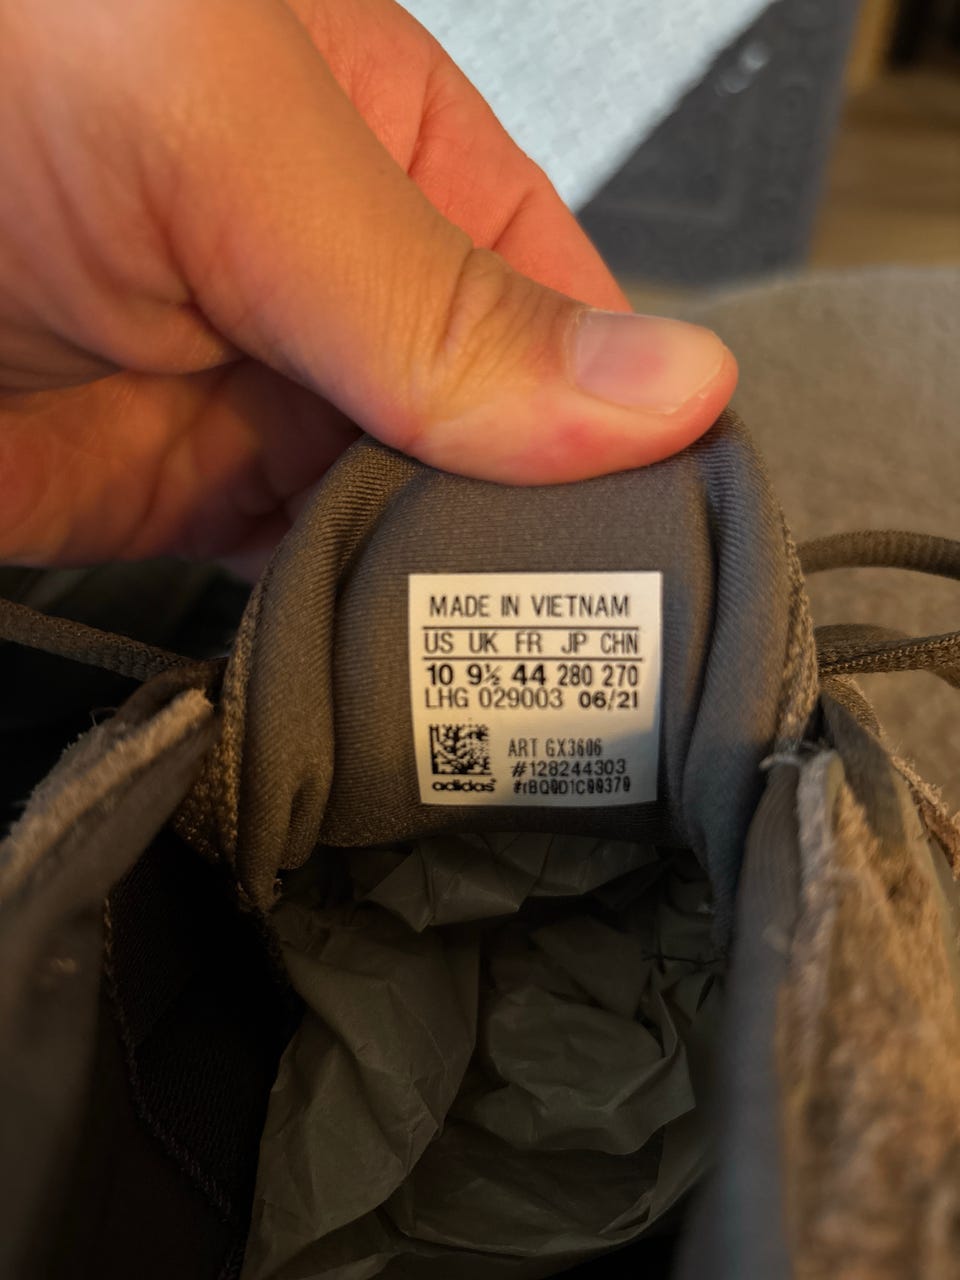 MADE IN VIETNAM
US UK FR JP CHN
10 9½ 44 280 270
LHG 029003 06/21
ART GX3606
#128244303
adidas #rBQ0D1C00370